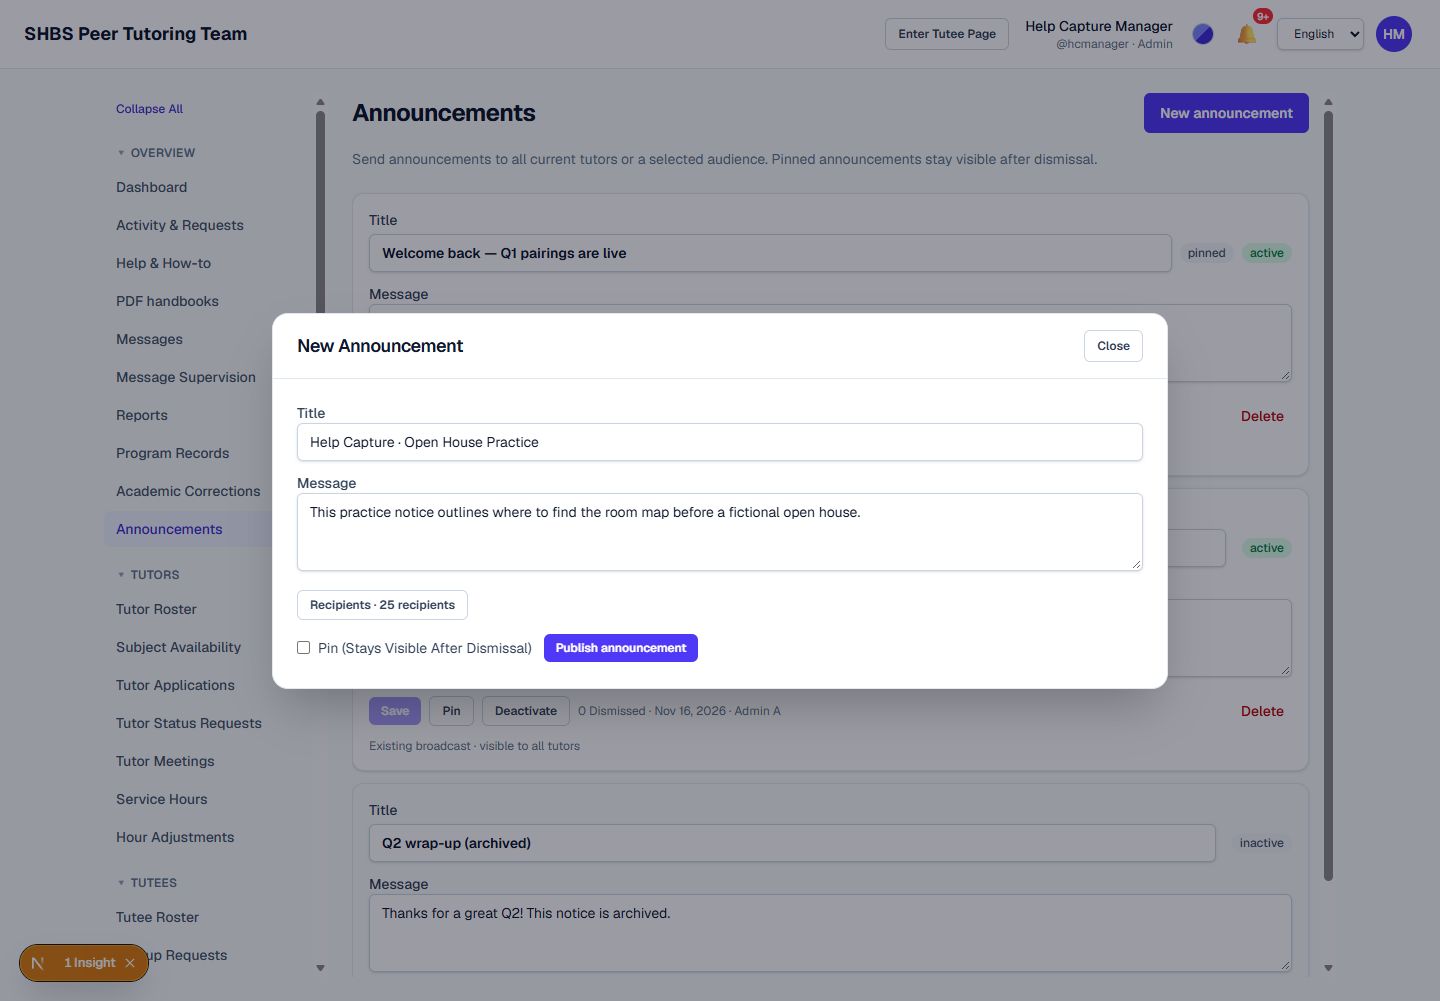 SHBS Peer Tutoring Team
Enter Tutee Page
Help Capture Manager
@hcmanager · Admin
9+
English
HM
Collapse All
OVERVIEW
Dashboard
Activity & Requests
Help & How-to
PDF handbooks
Messages
Message Supervision
Reports
Program Records
Academic Corrections
Announcements
TUTORS
Tutor Roster
Subject Availability
Tutor Applications
Tutor Status Requests
Tutor Meetings
Service Hours
Hour Adjustments
TUTEES
Tutee Roster
up Requests
1 Insight
Announcements
New announcement
Send announcements to all current tutors or a selected audience. Pinned announcements stay visible after dismissal.
Title
Welcome back — Q1 pairings are live
pinned
active
Message
Delete
New Announcement
Close
Title
Help Capture · Open House Practice
Message
This practice notice outlines where to find the room map before a fictional open house.
Recipients · 25 recipients
Pin (Stays Visible After Dismissal)
Publish announcement
active
Save
Pin
Deactivate
0 Dismissed · Nov 16, 2026 · Admin A
Delete
Existing broadcast · visible to all tutors
Title
Q2 wrap-up (archived)
inactive
Message
Thanks for a great Q2! This notice is archived.